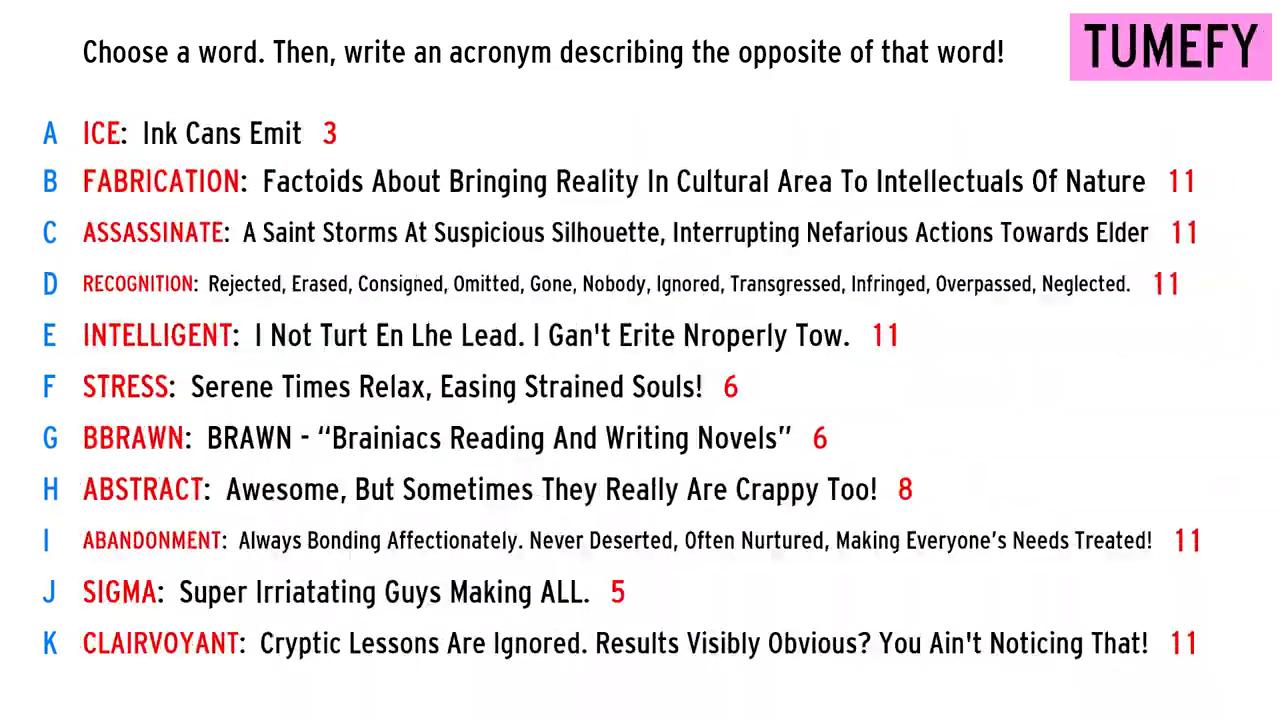 Choose a word. Then, write an acronym describing the opposite of that word!
TUMEFY
A ICE: Ink Cans Emit 3
B FABRICATION: Factoids About Bringing Reality In Cultural Area To Intellectuals Of Nature 11
C ASSASSINATE: A Saint Storms At Suspicious Silhouette, Interrupting Nefarious Actions Towards Elder 11
D RECOGNITION: Rejected, Erased, Consigned, Omitted, Gone, Nobody, Ignored, Transgressed, Infringed, Overpassed, Neglected. 11
E INTELLIGENT: I Not Turt En Lhe Lead. I Gan't Erite Nroperly Tow. 11
F STRESS: Serene Times Relax, Easing Strained Souls! 6
G BBRAWN: BRAWN - “Brainiacs Reading And Writing Novels” 6
H ABSTRACT: Awesome, But Sometimes They Really Are Crappy Too! 8
I ABANDONMENT: Always Bonding Affectionately. Never Deserted, Often Nurtured, Making Everyone’s Needs Treated! 11
J SIGMA: Super Irriatating Guys Making ALL. 5
K CLAIRVOYANT: Cryptic Lessons Are Ignored. Results Visibly Obvious? You Ain't Noticing That! 11